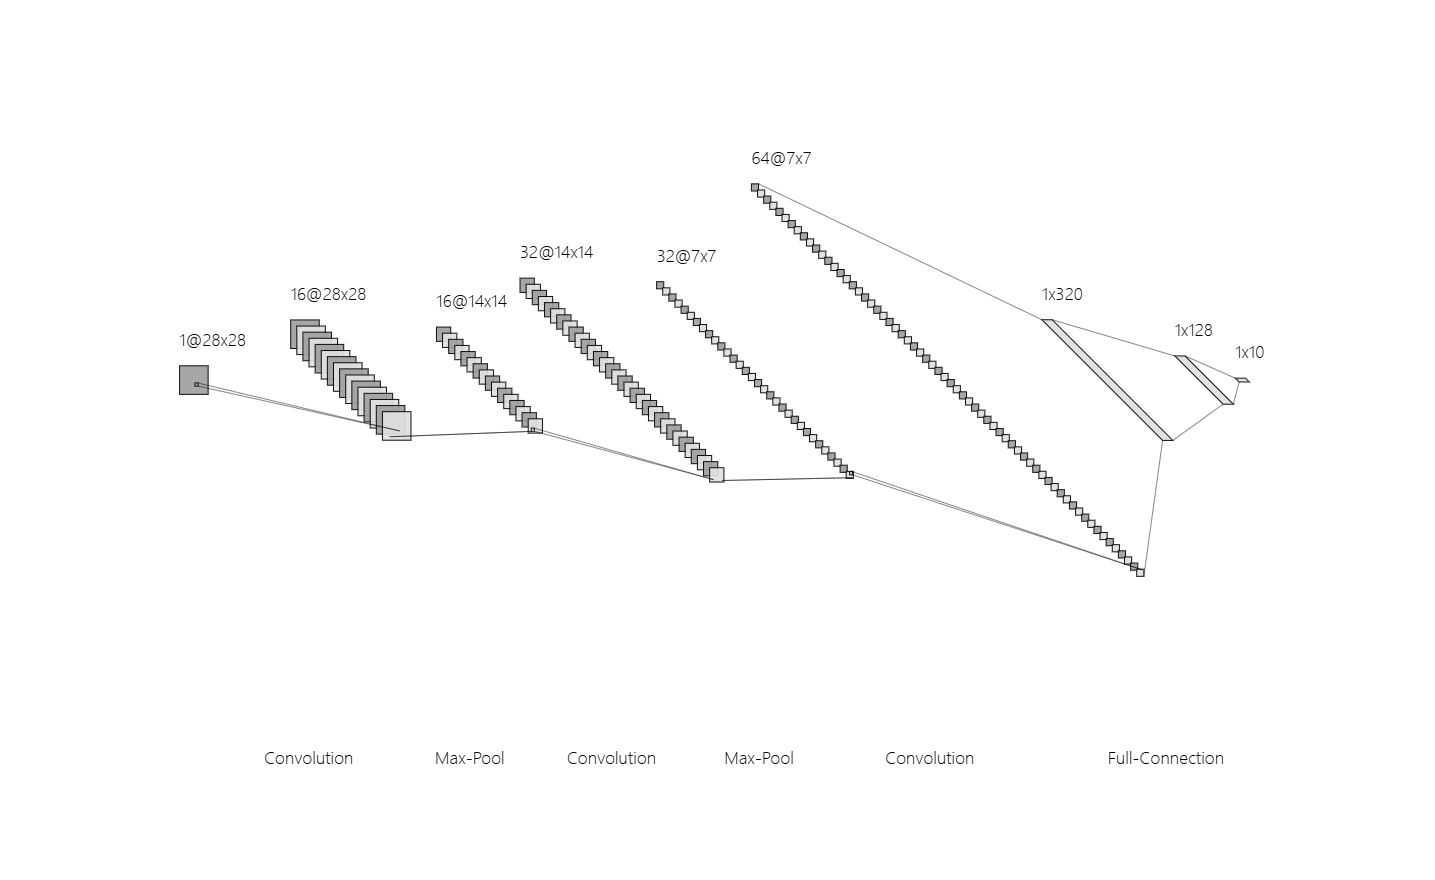 64@7x7
32@14x14
32@7x7
16@28x28
16@14x14
1x320
1@28x28
1x128
1x10
Convolution
Max-Pool
Convolution
Max-Pool
Convolution
Full-Connection